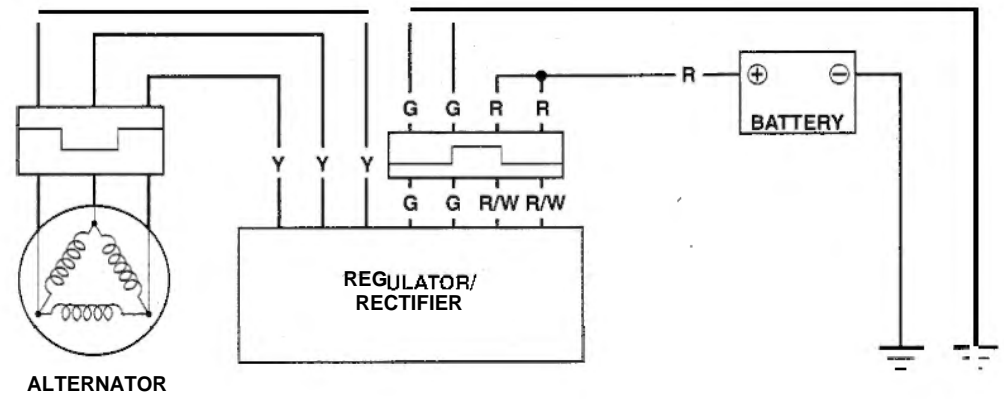 R
G G R R
+ −
BATTERY
Y Y Y
G G R/W R/W
REGULATOR/
RECTIFIER
ALTERNATOR